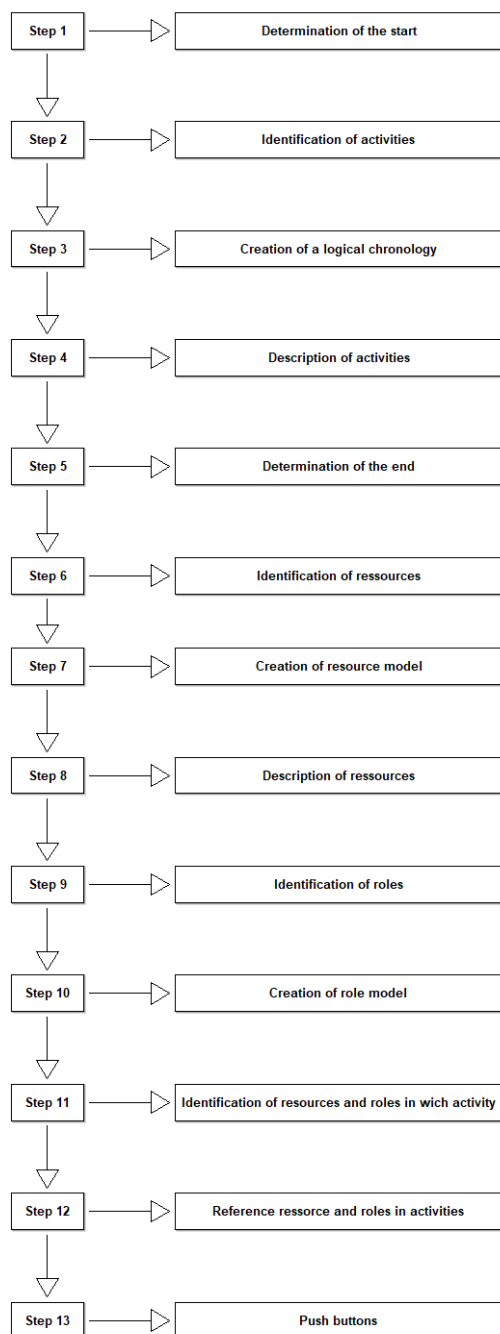 Step 1
Determination of the start
Step 2
Identification of activities
Step 3
Creation of a logical chronology
Step 4
Description of activities
Step 5
Determination of the end
Step 6
Identification of ressources
Step 7
Creation of resource model
Step 8
Description of ressources
Step 9
Identification of roles
Step 10
Creation of role model
Step 11
Identification of resources and roles in wich activity
Step 12
Reference ressorce and roles in activities
Step 13
Push buttons